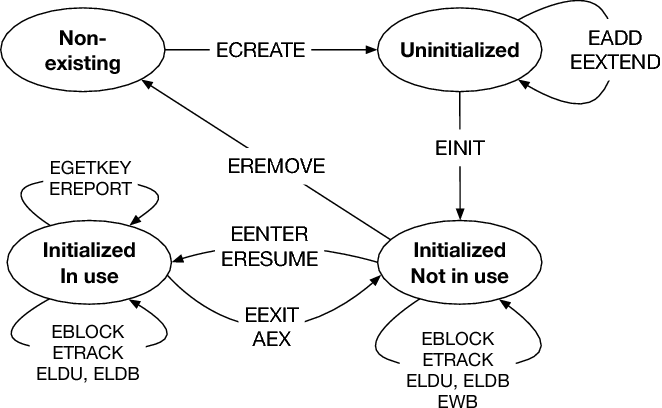 Non-
existing
ECREATE
Uninitialized
EADD
EEXTEND
EINIT
EREMOVE
EGETKEY
EREPORT
Initialized
In use
EENTER
ERESUME
Initialized
Not in use
EEXIT
AEX
EBLOCK
ETRACK
ELDU, ELDB
EBLOCK
ETRACK
ELDU, ELDB
EWB